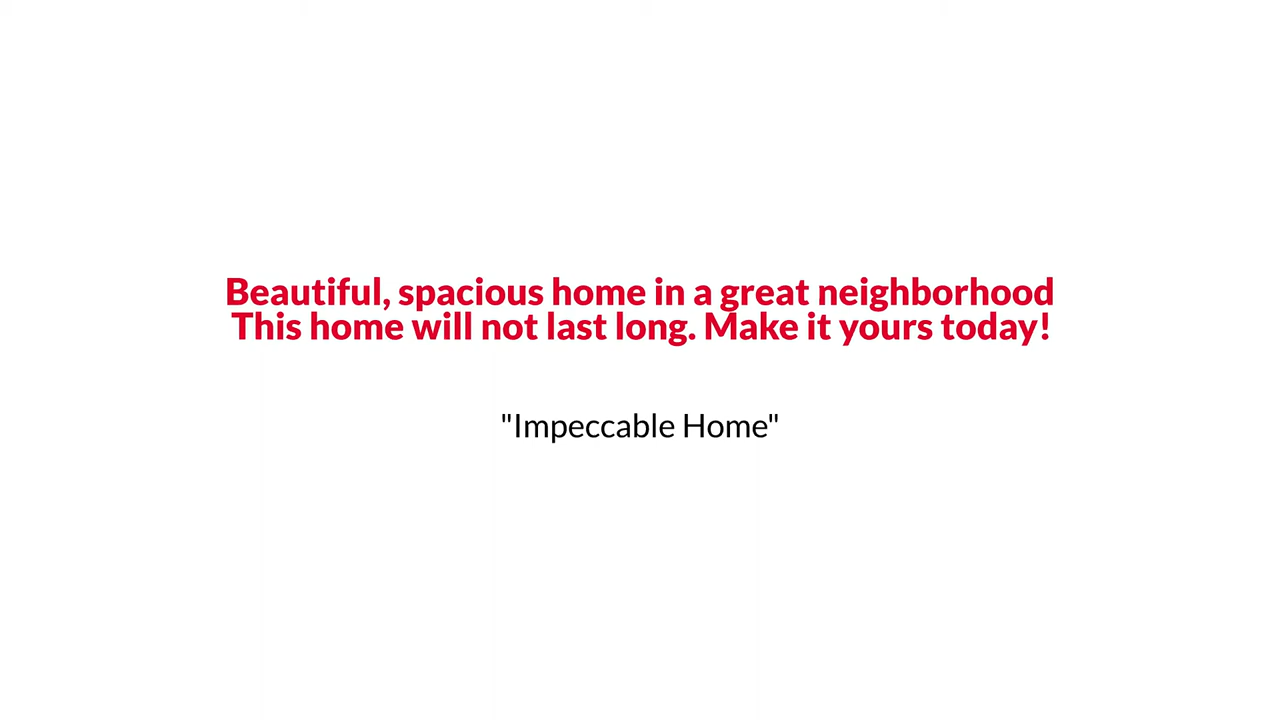 Beautiful, spacious home in a great neighborhood
This home will not last long. Make it yours today!
"Impeccable Home"